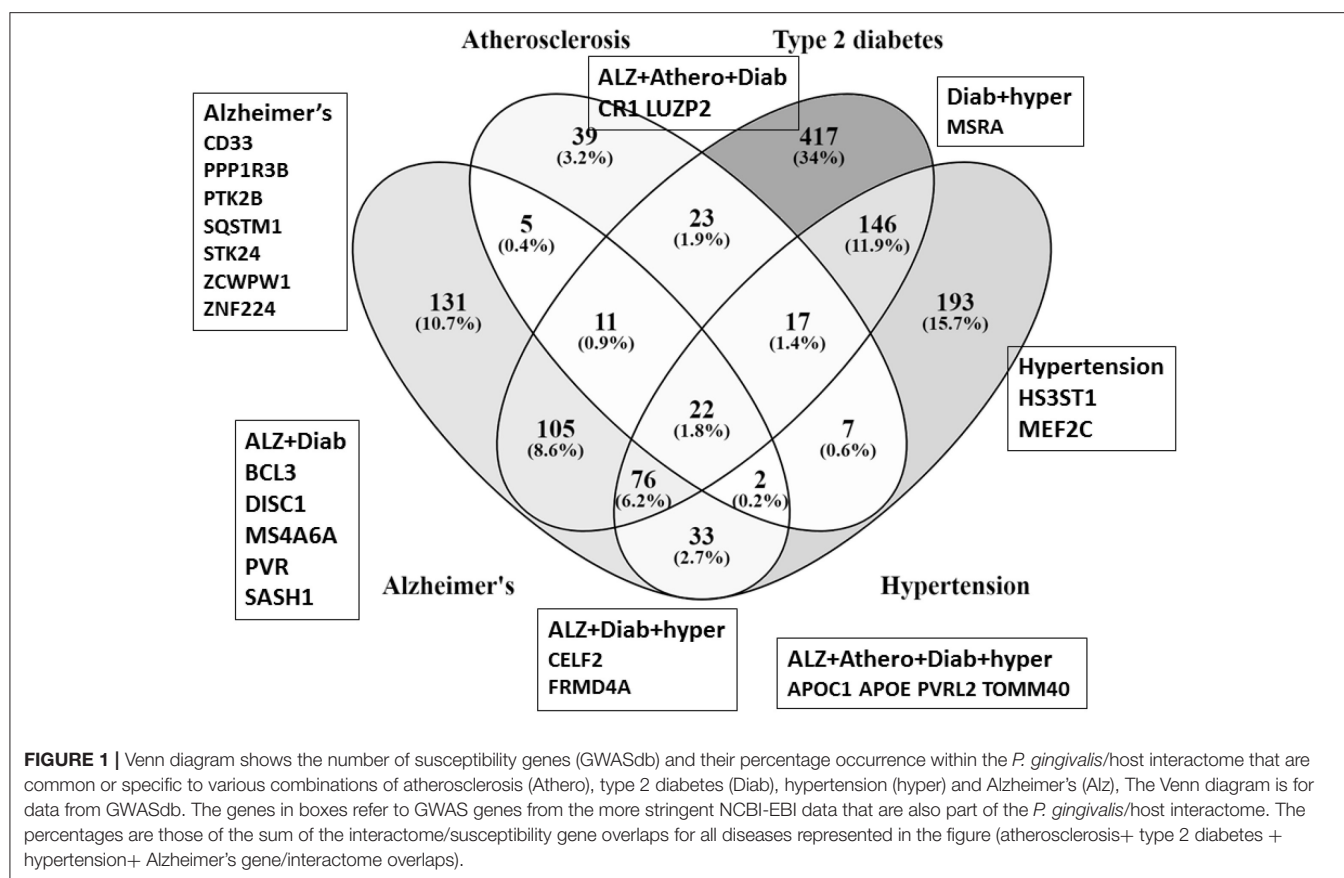 Atherosclerosis
Type 2 diabetes
ALZ+Athero+Diab
CR1 LUZP2
Diab+hyper
MSRA
Alzheimer's
CD33
PPP1R3B
PTK2B
SQSTM1
STK24
ZCWPW1
ZNF224
39
(3.2%)
417
(34%)
5
(0.4%)
23
(1.9%)
146
(11.9%)
131
(10.7%)
11
(0.9%)
17
(1.4%)
193
(15.7%)
Hypertension
HS3ST1
MEF2C
105
(8.6%)
22
(1.8%)
7
(0.6%)
76
(6.2%)
2
(0.2%)
33
(2.7%)
ALZ+Diab
BCL3
DISC1
MS4A6A
PVR
SASH1
Alzheimer's
Hypertension
ALZ+Diab+hyper
CELF2
FRMD4A
ALZ+Athero+Diab+hyper
APOC1 APOE PVRL2 TOMM40
FIGURE 1 | Venn diagram shows the number of susceptibility genes (GWASdb) and their percentage occurrence within the P. gingivalis/host interactome that are
common or specific to various combinations of atherosclerosis (Athero), type 2 diabetes (Diab), hypertension (hyper) and Alzheimer's (Alz), The Venn diagram is for
data from GWASdb. The genes in boxes refer to GWAS genes from the more stringent NCBI-EBI data that are also part of the P. gingivalis/host interactome. The
percentages are those of the sum of the interactome/susceptibility gene overlaps for all diseases represented in the figure (atherosclerosis+ type 2 diabetes +
hypertension+ Alzheimer's gene/interactome overlaps).